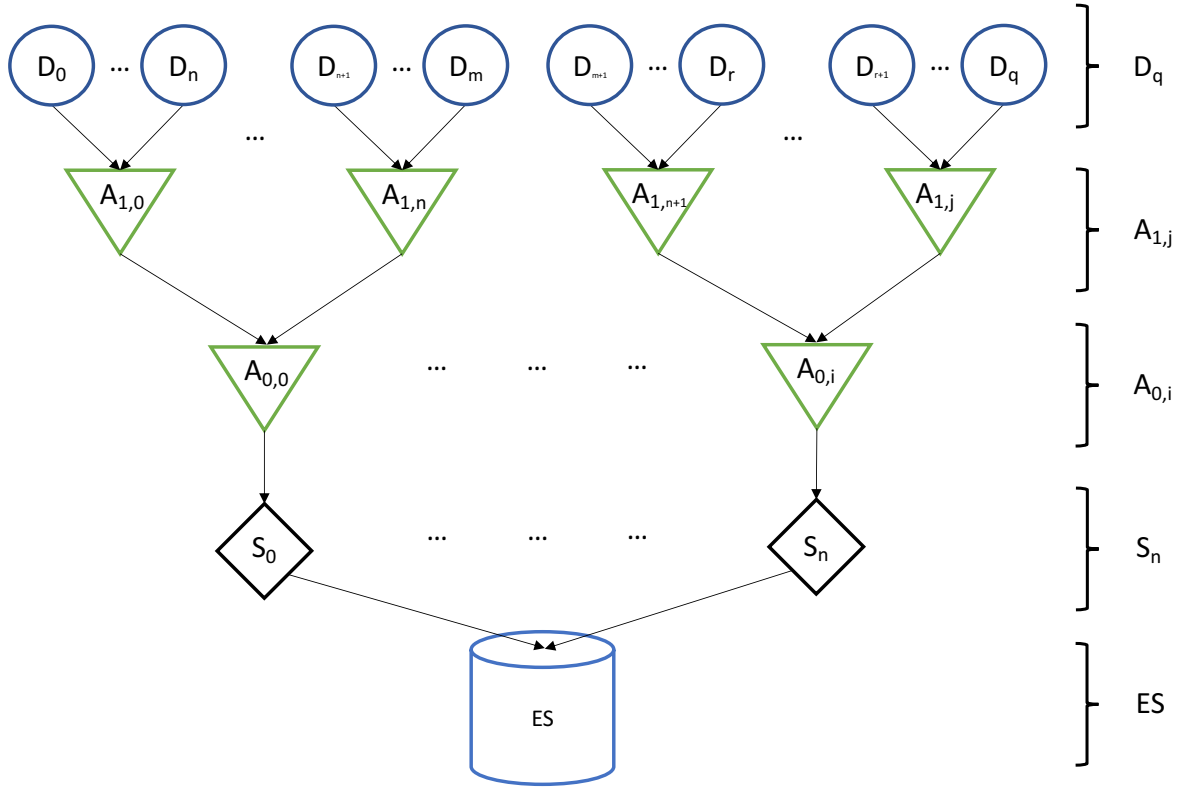 D0 ... Dn Dn+1 ... Dm Dm+1 ... Dr Dr+1 ... Dq Dq
... ...
A1,0 A1,n A1,n+1 A1,j A1,j
A0,0 ... ... ... A0,i A0,i
S0 ... ... ... Sn Sn
ES ES